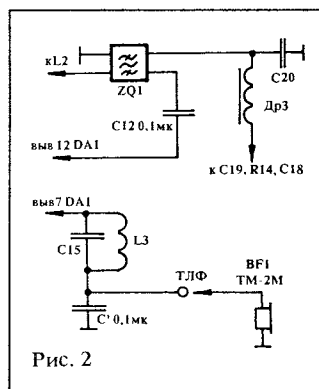 кL2
ZQ1
C20
Др3
C12 0,1мк
выв 12 DA1
к C19, R14, C18
выв7 DA1
C15
L3
ТЛФ
BF1
ТМ-2М
0,1мк
Рис. 2